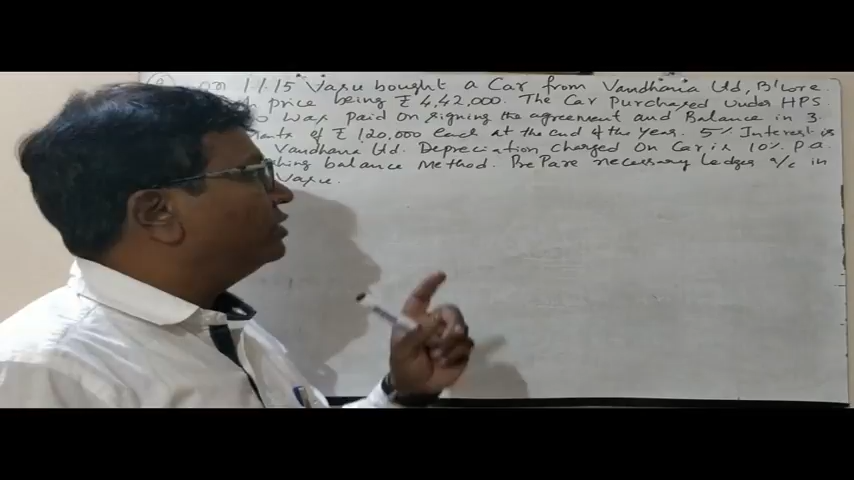 on 1/1/15 Vasu bought a Car from Vandhana Ltd, B'lore.
price being ₹ 4,42,000. The Car Purchased under HPS.
was paid on signing the agreement and Balance in 3
of ₹ 1,20,000 each at the end of the Year. 5% Interest is
Vandhana Ltd. Depreciation charged on Car is 10% P a.
balance Method. PrePare necessary Ledger a/c in
Vasu.